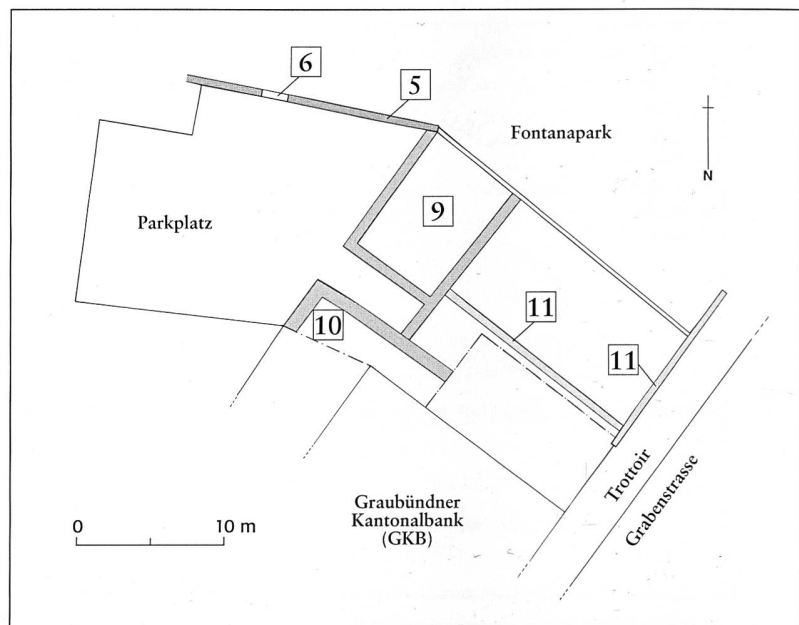 6
5
Fontanapark
N
9
Parkplatz
10
11
11
Trottoir
Grabenstrasse
Graubündner
Kantonalbank
(GKB)
0 10 m